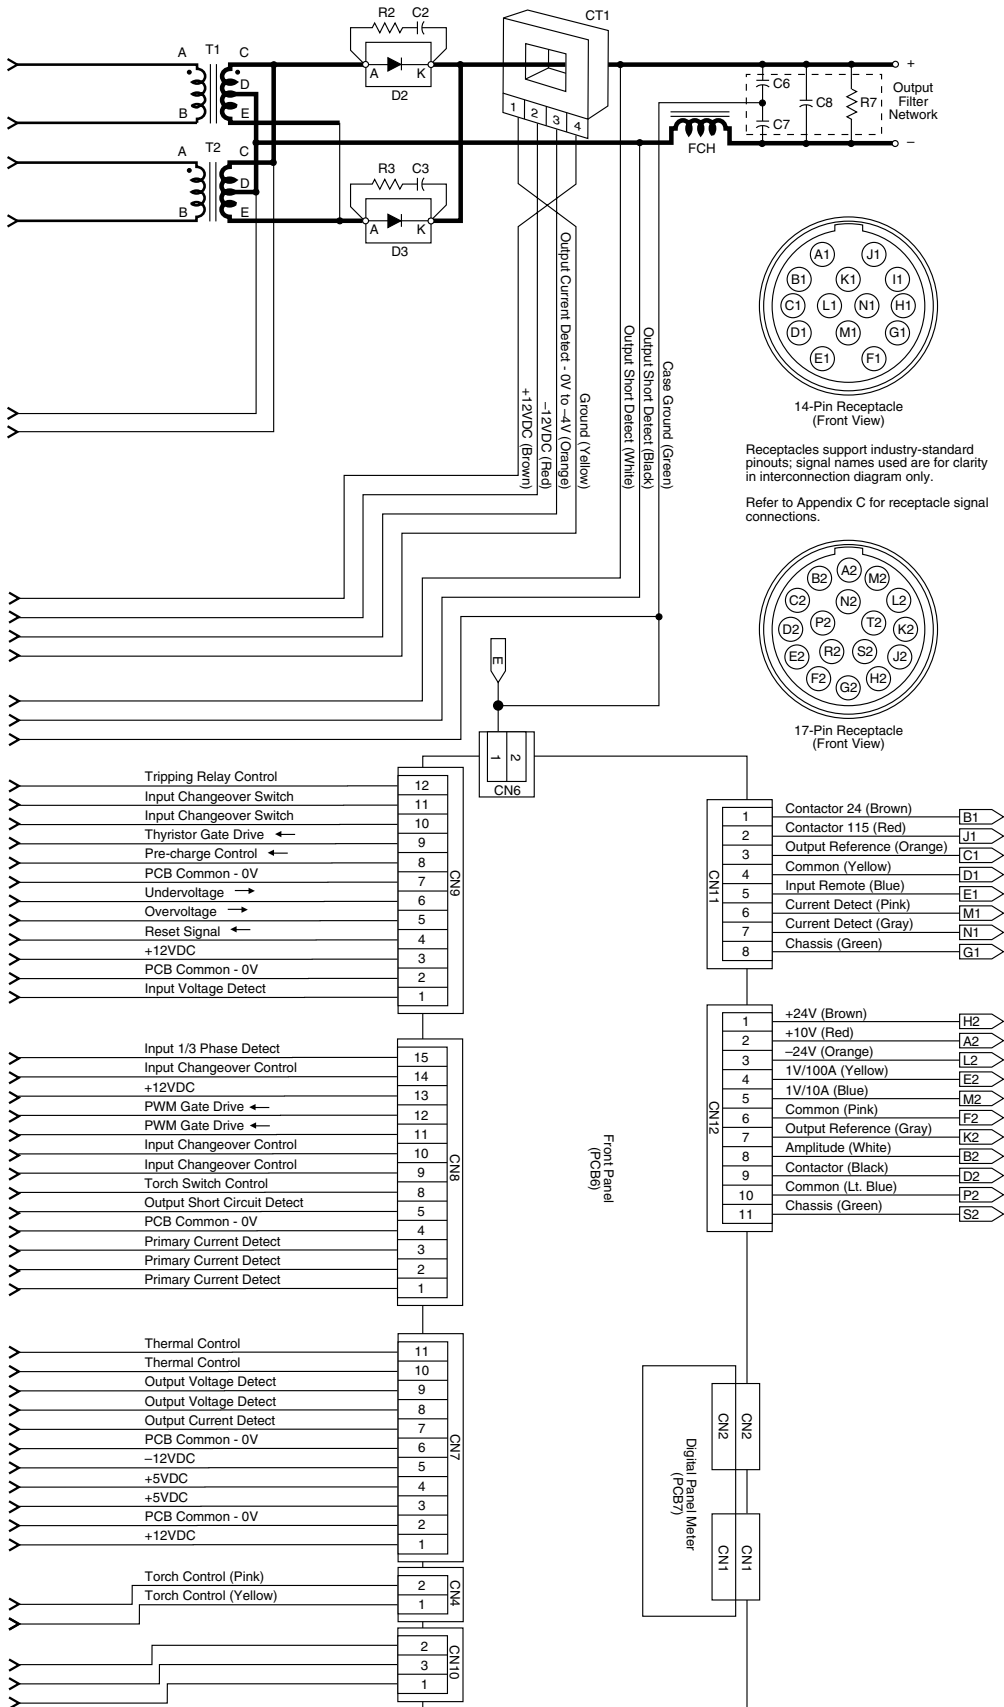 R2 C2
CT1
A T1 C
D
B E
A K
D2
1 2 3 4
C6
C7
C8
R7
+
Output
Filter
Network
–
FCH
A T2 C
D
B E
R3 C3
A K
D3
+12VDC (Brown)
–12VDC (Red)
Output Current Detect - 0V to –4V (Orange)
Ground (Yellow)
Output Short Detect (White)
Output Short Detect (Black)
Case Ground (Green)
A1 J1
B1 K1 I1
C1 L1 N1 H1
D1 M1 G1
E1 F1
14-Pin Receptacle
(Front View)
Receptacles support industry-standard
pinouts; signal names used are for clarity
in interconnection diagram only.
Refer to Appendix C for receptacle signal
connections.
B2 A2 M2
C2 N2 L2
D2 P2 T2 K2
E2 R2 S2 J2
F2 G2 H2
17-Pin Receptacle
(Front View)
E
1 2
CN6
Tripping Relay Control 12
Input Changeover Switch 11
Input Changeover Switch 10
Thyristor Gate Drive ← 9
Pre-charge Control ← 8
PCB Common - 0V 7
Undervoltage → 6
Overvoltage → 5
Reset Signal ← 4
+12VDC 3
PCB Common - 0V 2
Input Voltage Detect 1
CN9
Input 1/3 Phase Detect 15
Input Changeover Control 14
+12VDC 13
PWM Gate Drive ← 12
PWM Gate Drive ← 11
Input Changeover Control 10
Input Changeover Control 9
Torch Switch Control 8
Output Short Circuit Detect 5
PCB Common - 0V 4
Primary Current Detect 3
Primary Current Detect 2
Primary Current Detect 1
CN8
Thermal Control 11
Thermal Control 10
Output Voltage Detect 9
Output Voltage Detect 8
Output Current Detect 7
PCB Common - 0V 6
–12VDC 5
+5VDC 4
+5VDC 3
PCB Common - 0V 2
+12VDC 1
CN7
Torch Control (Pink) 2
Torch Control (Yellow) 1
CN4
2
3
1
CN10
Front Panel
(PCB6)
1 Contactor 24 (Brown) B1
2 Contactor 115 (Red) J1
3 Output Reference (Orange) C1
4 Common (Yellow) D1
5 Input Remote (Blue) E1
6 Current Detect (Pink) M1
7 Current Detect (Gray) N1
8 Chassis (Green) G1
CN11
1 +24V (Brown) H2
2 +10V (Red) A2
3 –24V (Orange) L2
4 1V/100A (Yellow) E2
5 1V/10A (Blue) M2
6 Common (Pink) F2
7 Output Reference (Gray) K2
8 Amplitude (White) B2
9 Contactor (Black) D2
10 Common (Lt. Blue) P2
11 Chassis (Green) S2
CN12
Digital Panel Meter
(PCB7)
CN2 CN2
CN1 CN1